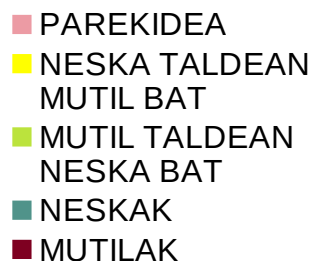 PAREKIDEA
NESKA TALDEAN
MUTIL BAT
MUTIL TALDEAN
NESKA BAT
NESKAK
MUTILAK